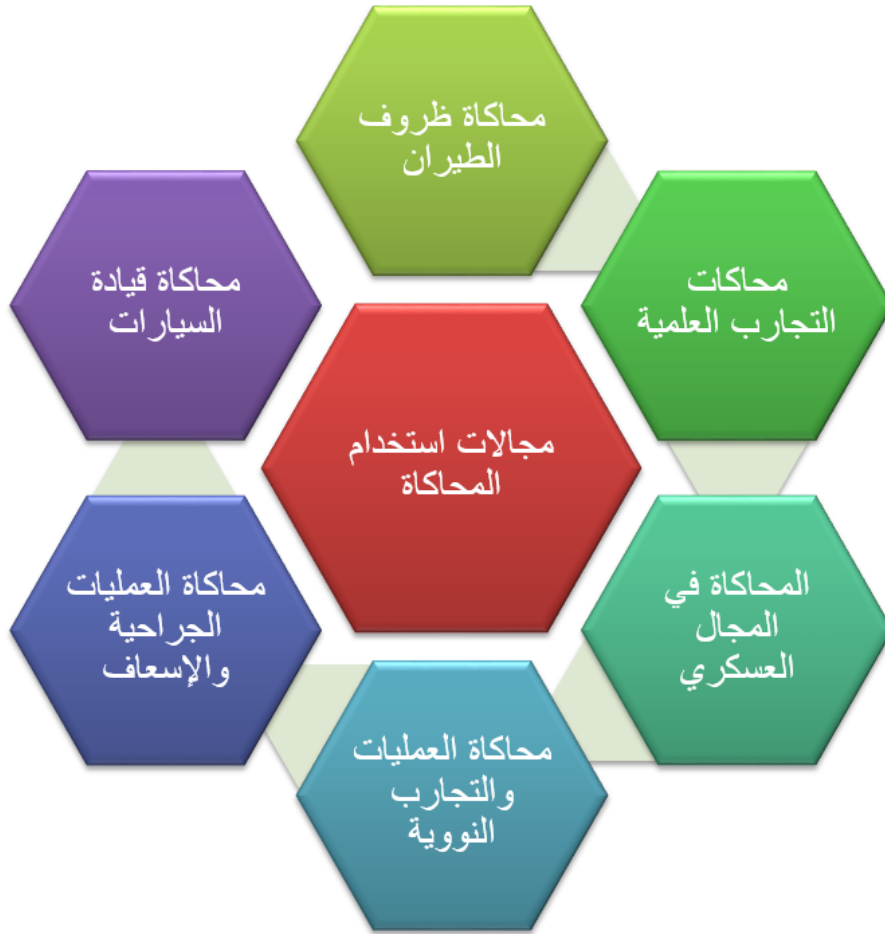 محاكاة ظروف
الطيران
محاكات
التجارب العلمية
محاكاة قيادة
السيارات
مجالات استخدام
المحاكاة
المحاكاة في
المجال
العسكري
محاكاة العمليات
الجراحية
والإسعاف
محاكاة العمليات
والتجارب
النووية